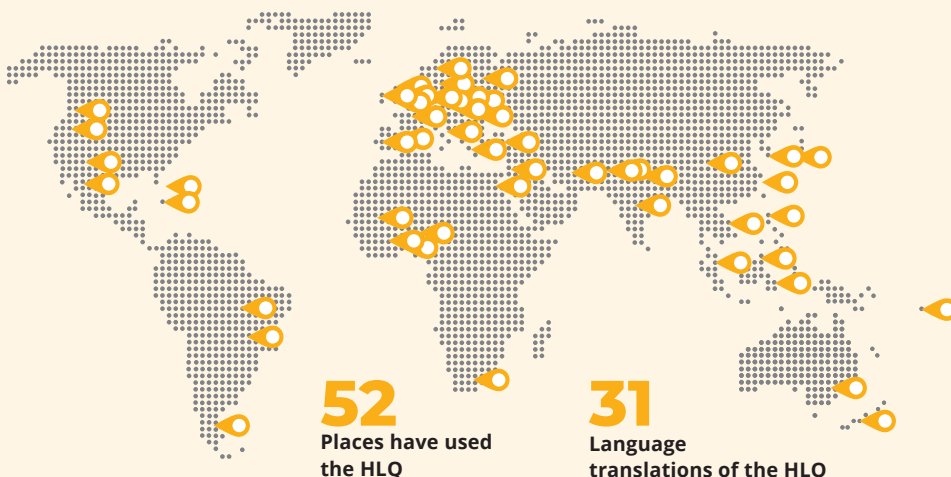 52
Places have used
the HLQ
31
Language
translations of the HLQ